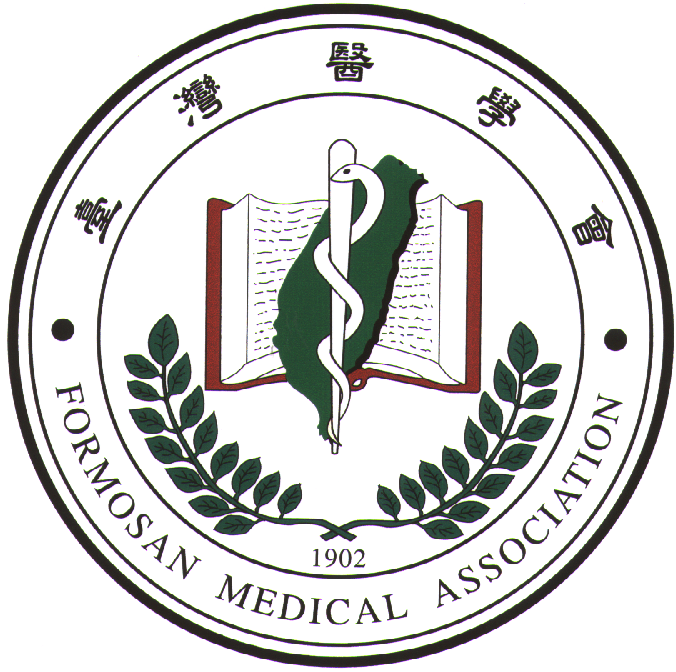 臺灣醫學會
FORMOSAN MEDICAL ASSOCIATION
1902